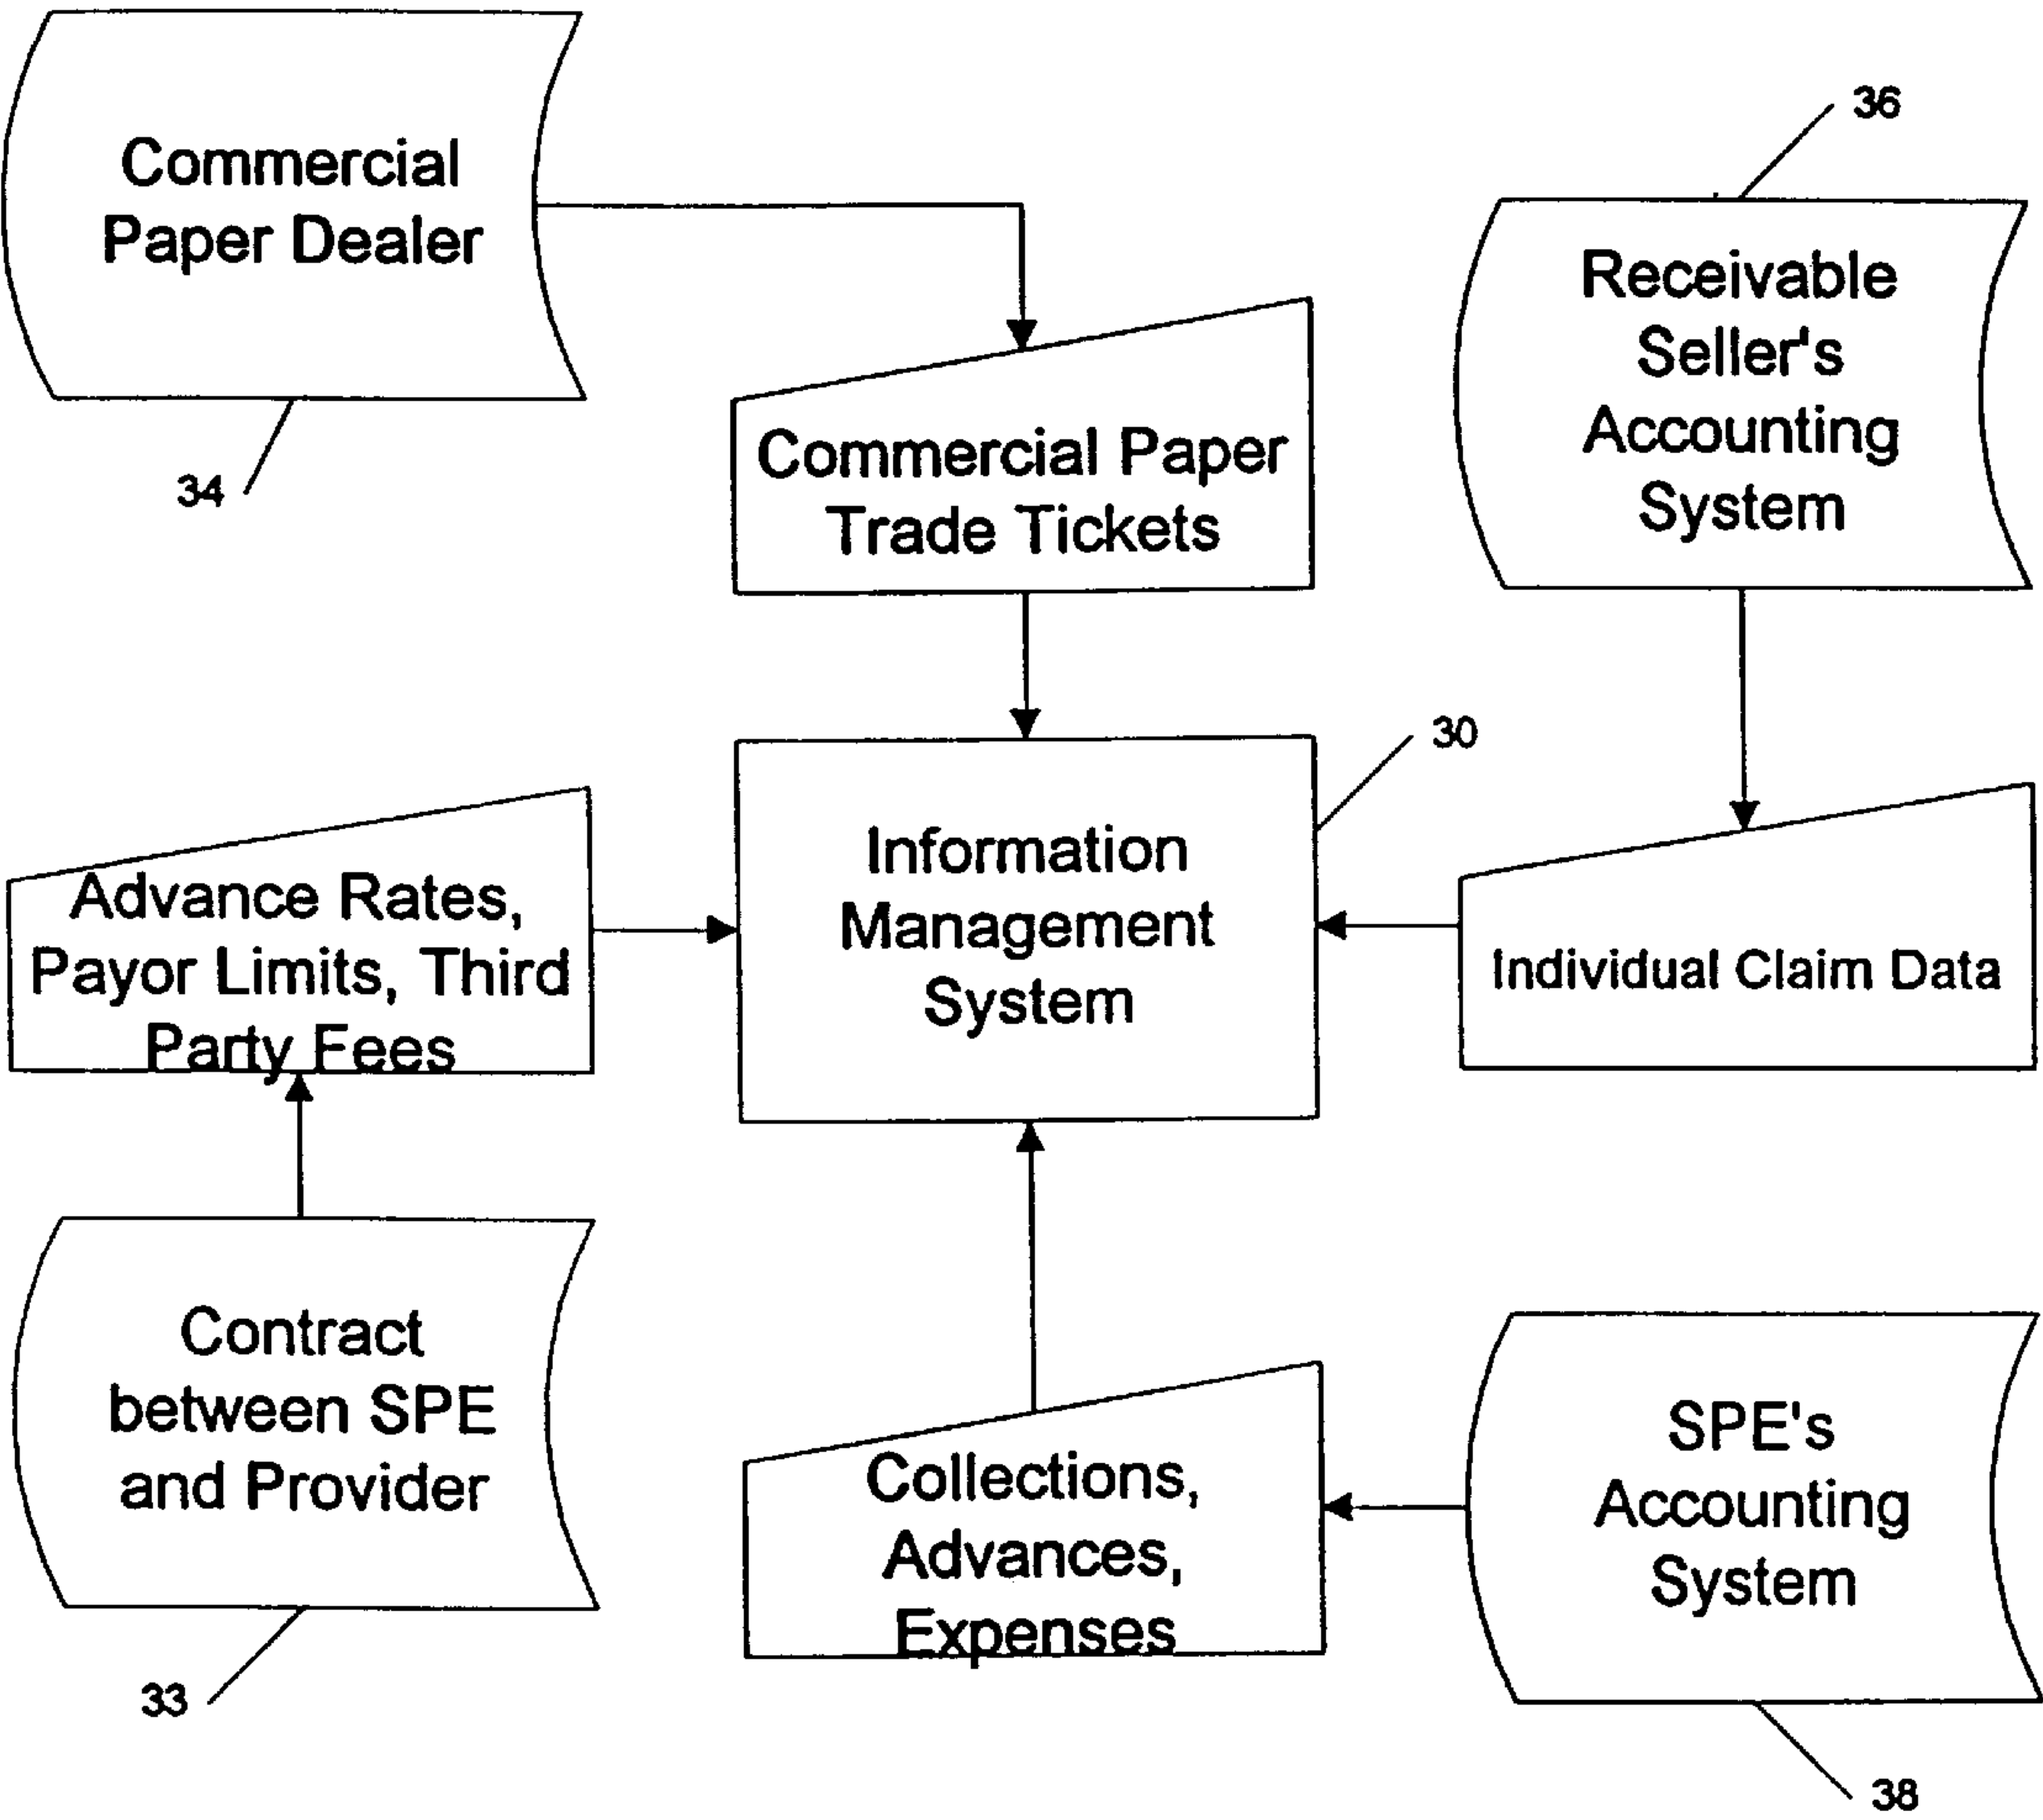 Commercial
Paper Dealer
34
36
Receivable
Seller's
Accounting
System
Commercial Paper
Trade Tickets
30
Information
Management
System
Advance Rates,
Payor Limits, Third
Party Fees
Individual Claim Data
Contract
between SPE
and Provider
33
Collections,
Advances,
Expenses
SPE's
Accounting
System
38